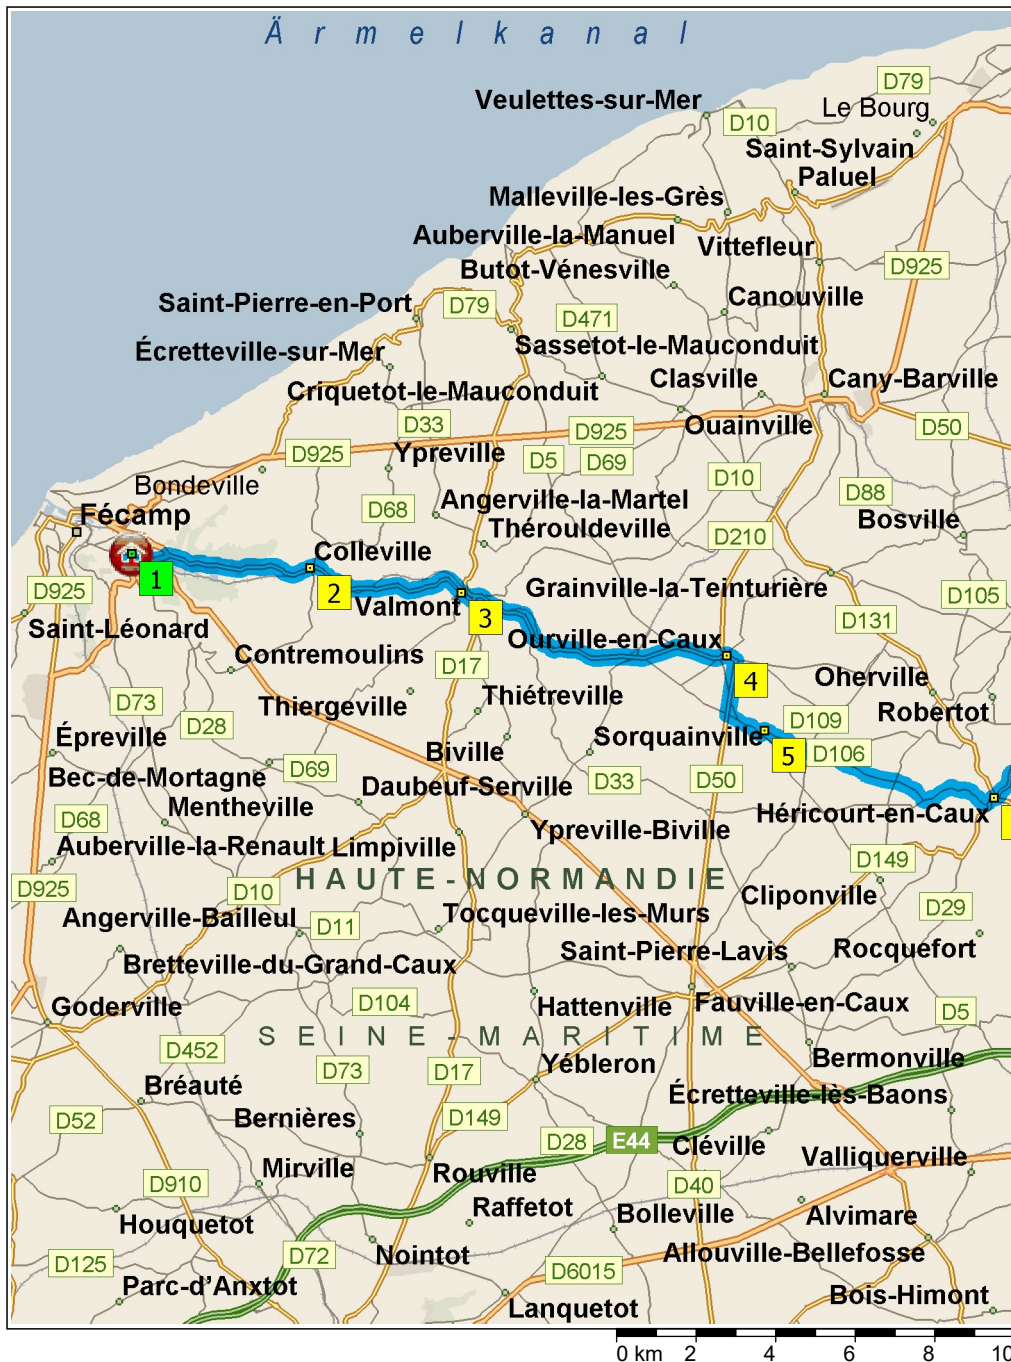 Ärmelkanal
D79
Veulettes-sur-Mer
Le Bourg
D10
Saint-Sylvain
Paluel
Malleville-les-Grès
Auberville-la-Manuel
Vittefleur
Butot-Vénesville
D925
Canouville
Saint-Pierre-en-Port
D79
D471
Sassetot-le-Mauconduit
Écretteville-sur-Mer
Clasville
Cany-Barville
Criquetot-le-Mauconduit
D33
D925
Ouainville
D50
D925
Ypreville
D5
D69
D10
Bondeville
D88
Angerville-la-Martel
D68
Fécamp
Thérouldeville
Bosville
D210
Colleville
1
D925
2
Grainville-la-Teinturière
D105
Valmont
3
D131
Saint-Léonard
Ourville-en-Caux
Contremoulins
D17
4
Oherville
D73
Thiergeville
Thiétreville
Robertot
D28
D109
Épreville
Biville
Sorquainville
5
D106
Bec-de-Mortagne
D69
Daubeuf-Serville
D33
D50
Mentheville
Héricourt-en-Caux
D68
Ypreville-Biville
Auberville-la-Renault
Limpiville
D149
D925
D10
HAUTE-NORMANDIE
Cliponville
D29
Angerville-Bailleul
D11
Tocqueville-les-Murs
Saint-Pierre-Lavis
Rocquefort
Bretteville-du-Grand-Caux
Goderville
D104
Hattenville
Fauville-en-Caux
D5
SEINE-MARITIME
D452
Bermonville
D73
D17
Yébleron
Bréauté
Écretteville-lès-Baons
D52
Bernières
D149
D28
E44
Cléville
Valliquerville
Mirville
Rouville
D910
D40
Raffetot
Houquetot
Bolleville
Alvimare
Nointot
D72
Allouville-Bellefosse
D125
D6015
Parc-d'Anxtot
Lanquetot
Bois-Himont
0 km 2 4 6 8 10